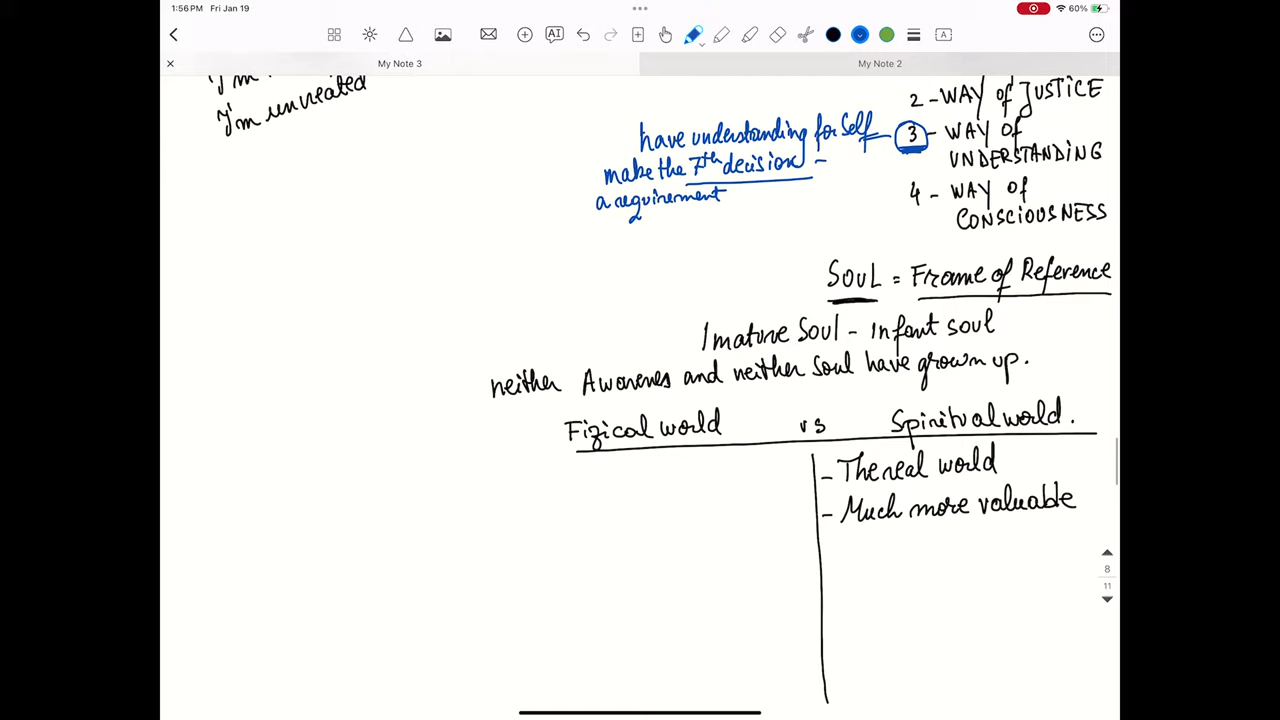 1:56 PM Fri Jan 19
60%
My Note 3
My Note 2
I'm uncreated
2 - WAY of JUSTICE
have understanding for Self
3 - WAY of
UNDERSTANDING
make the 7th decision -
a requirement
4 - WAY of
CONSCIOUSNESS
SOUL = Frame of Reference
Imature Soul - infant soul
neither Awarenes and neither Soul have grown up.
Fizical world vs Spiritual world.
- The real world
- Much more valuable
8
11